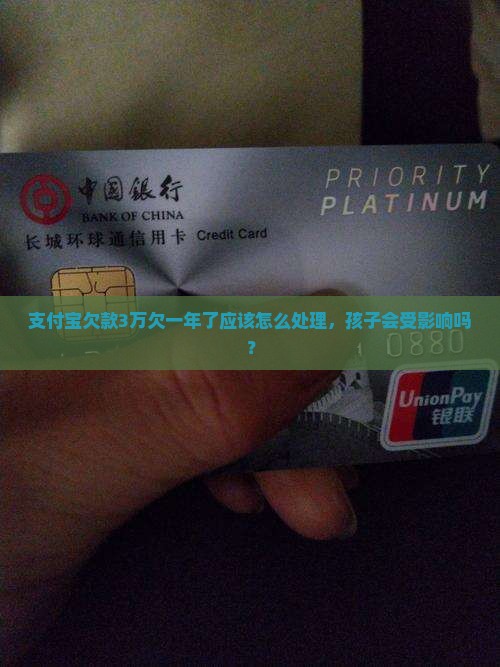 中國銀行
BANK OF CHINA
长城环球通信用卡 Credit Card
PRIORITY
PLATINUM
支付宝欠款3万欠一年了应该怎么处理，孩子会受影响吗
？
0880
UnionPay
银联